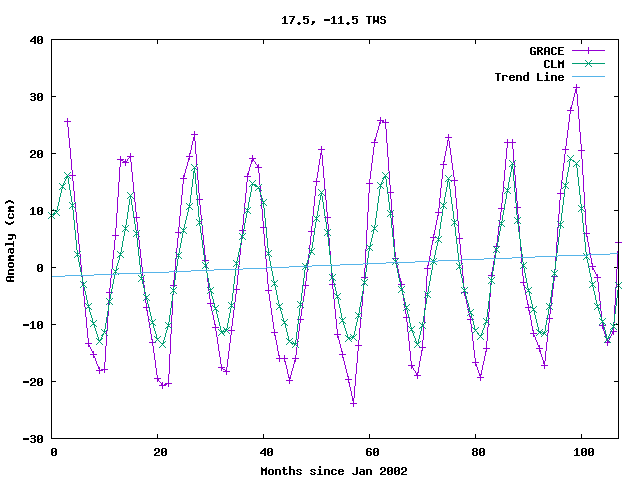 17.5, -11.5 TWS
GRACE
CLM
Trend Line
Anomaly (cm)
40
30
20
10
0
-10
-20
-30
0 20 40 60 80 100
Months since Jan 2002